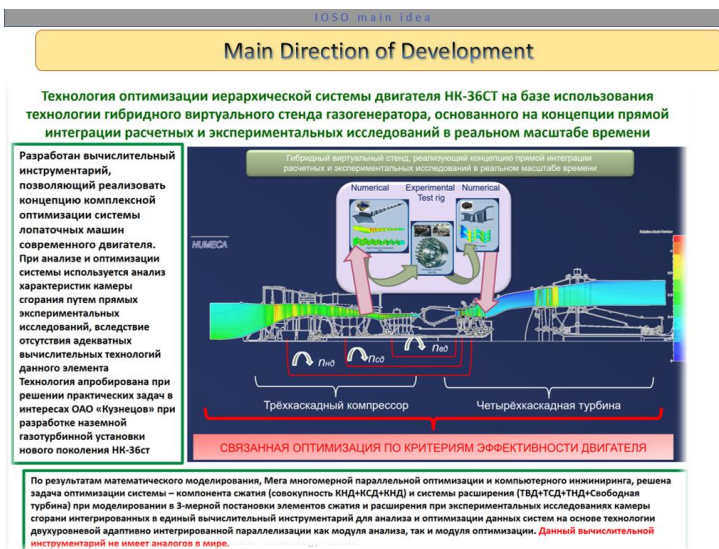 IOSO main idea
Main Direction of Development
Технология оптимизации иерархической системы двигателя НК-36СТ на базе использования
технологии гибридного виртуального стенда газогенератора, основанного на концепции прямой
интеграции расчетных и экспериментальных исследований в реальном масштабе времени
Разработан вычислительный
инструментарий,
позволяющий реализовать
концепцию комплексной
оптимизации системы
лопаточных машин
современного двигателя.
При анализе и оптимизации
системы используется анализ
характеристик камеры
сгорания путем прямых
экспериментальных
исследований, вследствие
отсутствия адекватных
вычислительных технологий
данного элемента
Технология апробирована при
решении практических задач в
интересах ОАО «Кузнецов» при
разработке наземной
газотурбинной установки
нового поколения НК-36ст
Гибридный виртуальный стенд, реализующий концепцию прямой интеграции
расчетных и экспериментальных исследований в реальном масштабе времени
Numerical Experimental Numerical
Test rig
NUMECA
nнд
nсд
nвд
Трёхкаскадный компрессор
Четырёхкаскадная турбина
СВЯЗАННАЯ ОПТИМИЗАЦИЯ ПО КРИТЕРИЯМ ЭФФЕКТИВНОСТИ ДВИГАТЕЛЯ
По результатам математического моделирования, Мега многомерной параллельной оптимизации и компьютерного инжиниринга, решена
задача оптимизации системы – компонента сжатия (совокупность КНД+КСД+КНД) и системы расширения (ТВД+ТСД+ТНД+Свободная
турбина) при моделировании в 3-мерной постановки элементов сжатия и расширения при экспериментальных исследованиях камеры
сгорани интегрированных в единый вычислительный инструментарий для анализа и оптимизации данных систем на основе технологии
двухуровневой адаптивно интегрированной параллелизации как модуля анализа, так и модуля оптимизации. Данный вычислительный
инструментарий не имеет аналогов в мире.